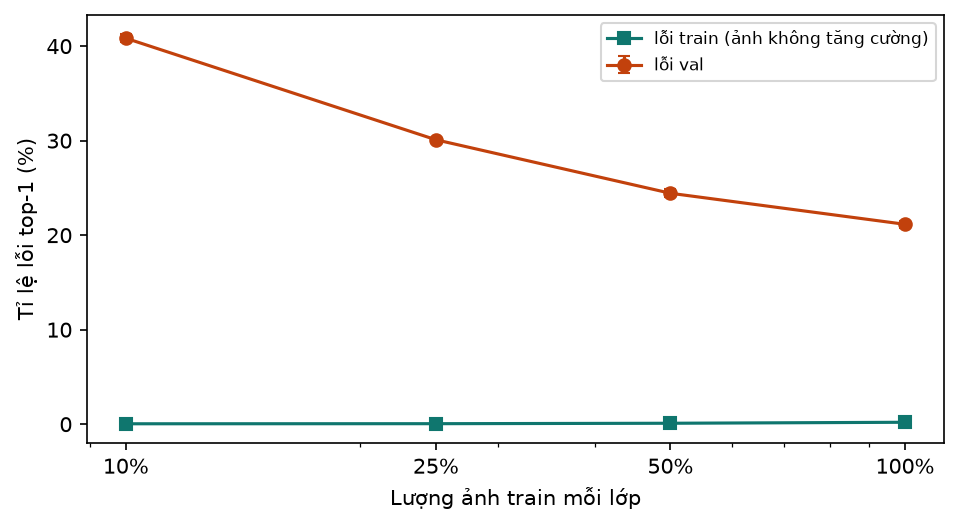 lỗi train (ảnh không tăng cường)
lỗi val
Tỉ lệ lỗi top-1 (%)
40
30
20
10
0
10%
25%
50%
100%
Lượng ảnh train mỗi lớp